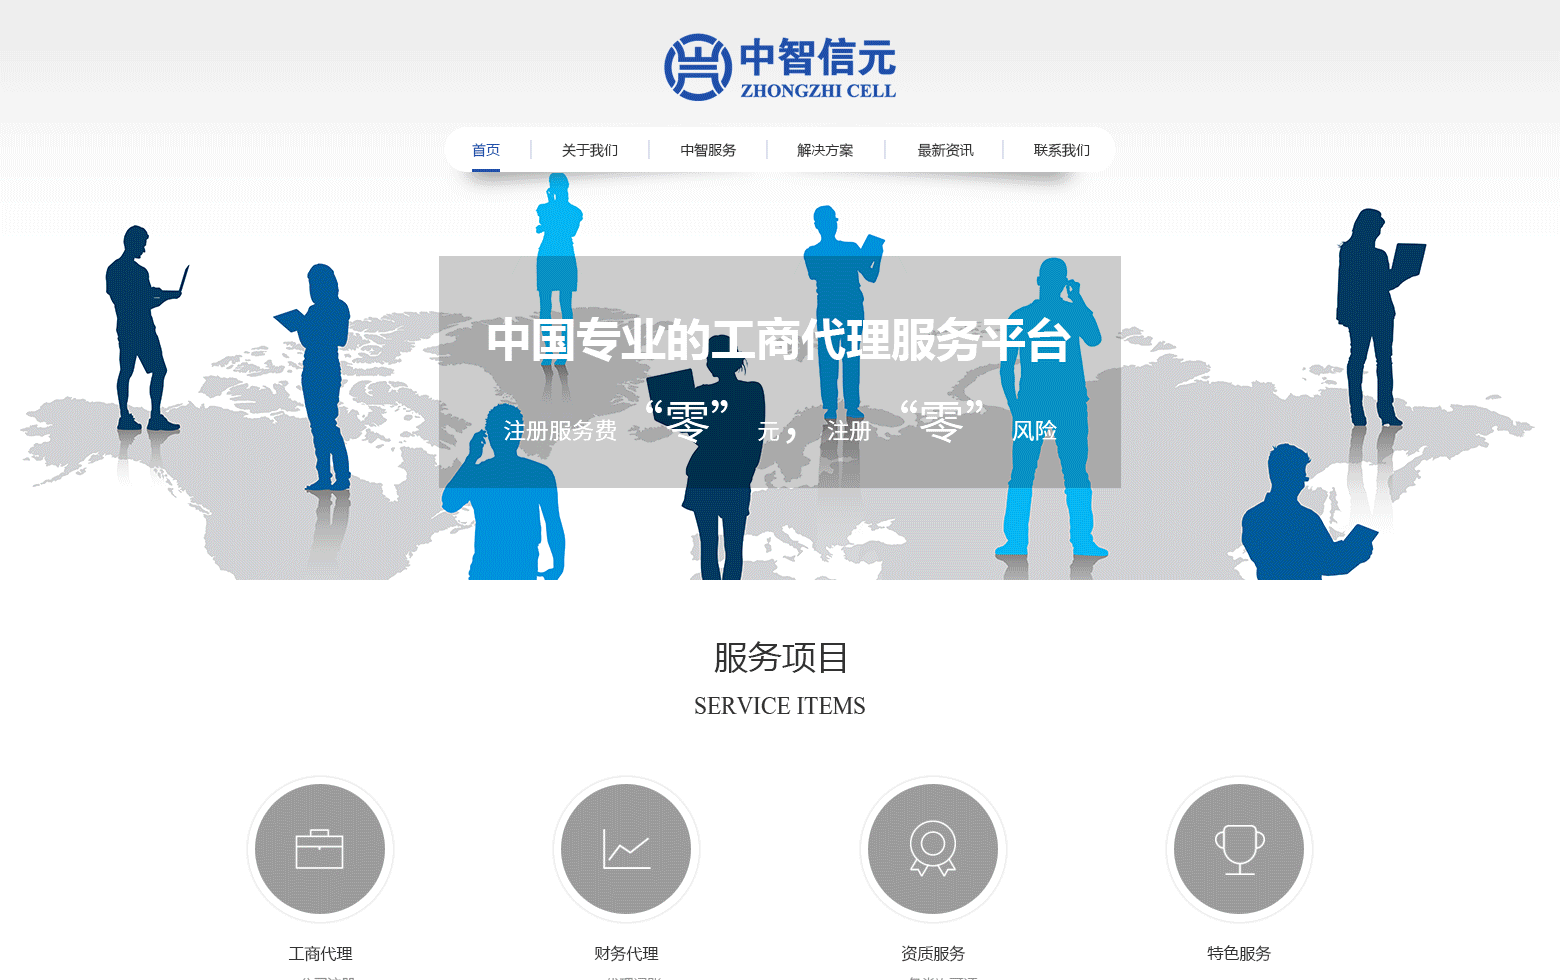 中智信元
ZHONGZHI CELL
首页 关于我们 中智服务 解决方案 最新资讯 联系我们
中国专业的工商代理服务平台
注册服务费 “零” 元，注册 “零” 风险
服务项目
SERVICE ITEMS
工商代理 财务代理 资质服务 特色服务